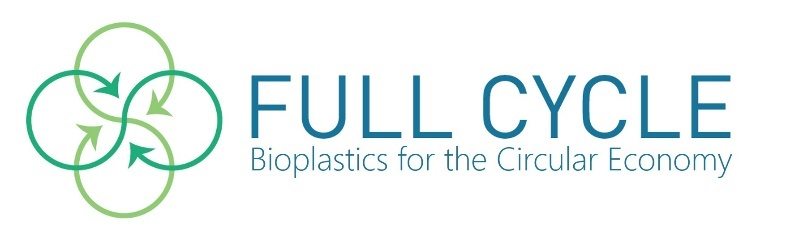 FULL CYCLE
Bioplastics for the Circular Economy